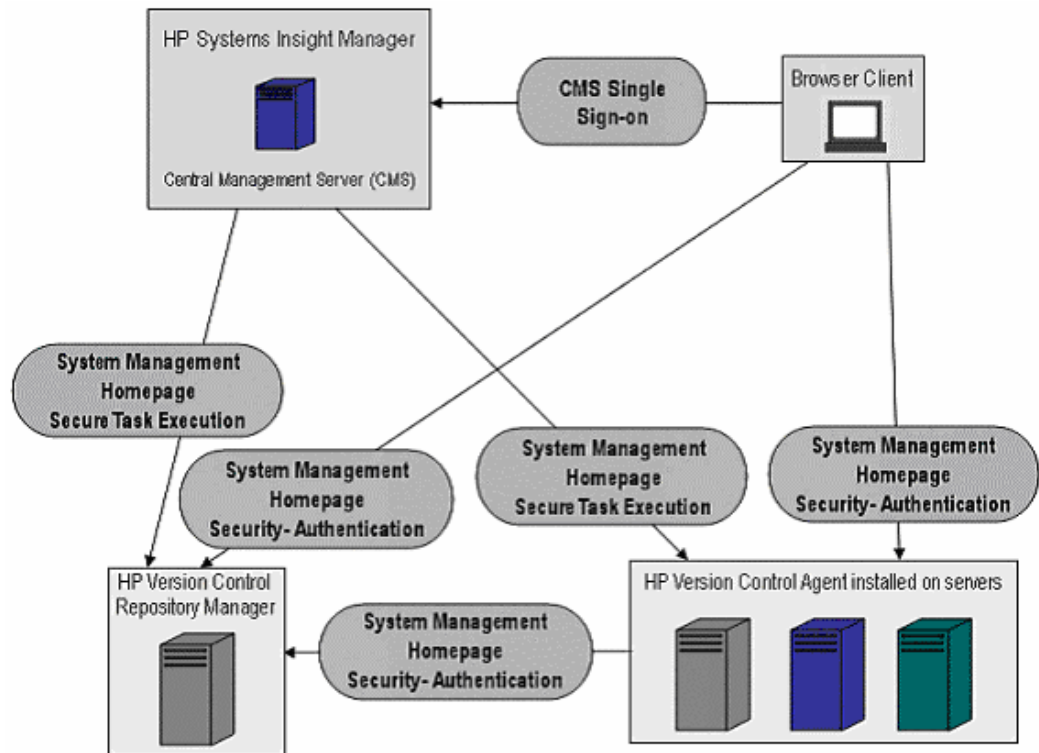 HP Systems Insight Manager
Central Management Server (CMS)
CMS Single
Sign-on
Browser Client
System Management
Homepage
Secure Task Execution
System Management
Homepage
Security- Authentication
System Management
Homepage
Secure Task Execution
System Management
Homepage
Security- Authentication
HP Version Control
Repository Manager
System Management
Homepage
Security- Authentication
HP Version Control Agent installed on servers